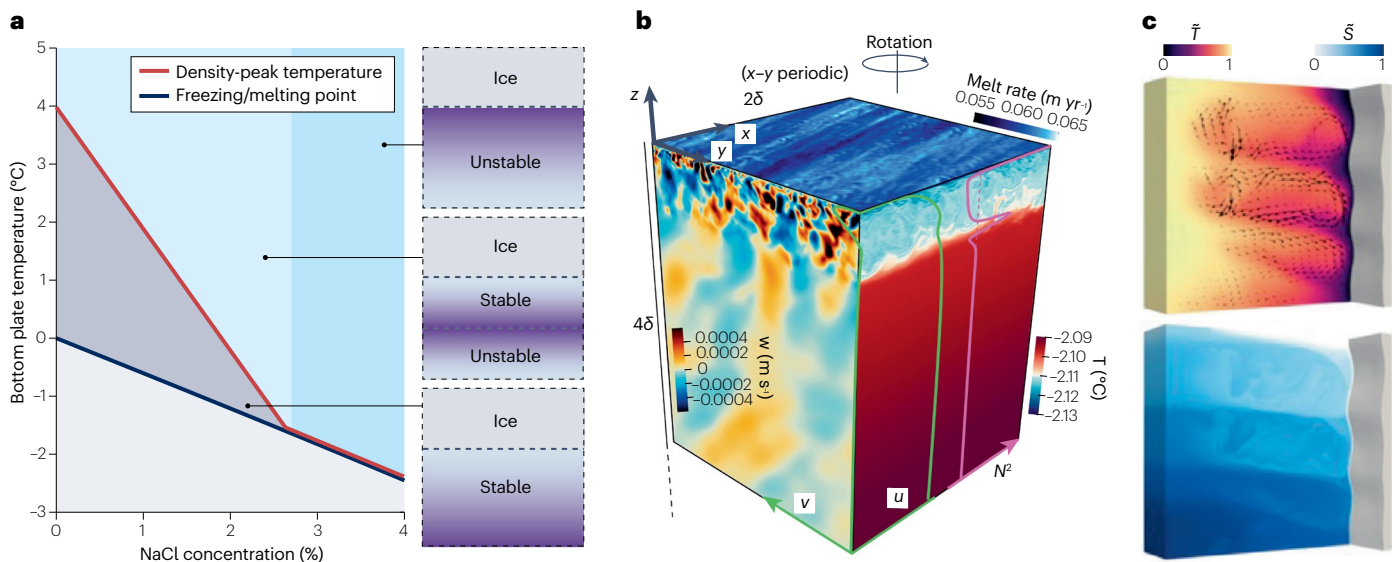 a
5
4
3
2
1
0
–1
–2
–3
Bottom plate temperature (°C)
0
1
2
3
4
NaCl concentration (%)
Density-peak temperature
Freezing/melting point
Ice
Unstable
Ice
Stable
Unstable
Ice
Stable
b
Rotation
(x–y periodic)
z
2δ
x
y
Melt rate (m yr-1)
0.055 0.060 0.065
4δ
0.0004
0.0002
0
–0.0002
–0.0004
w (m s-1)
–2.09
–2.10
–2.11
–2.12
–2.13
T (°C)
N2
v
u
c
T̃
0 1
S̃
0 1